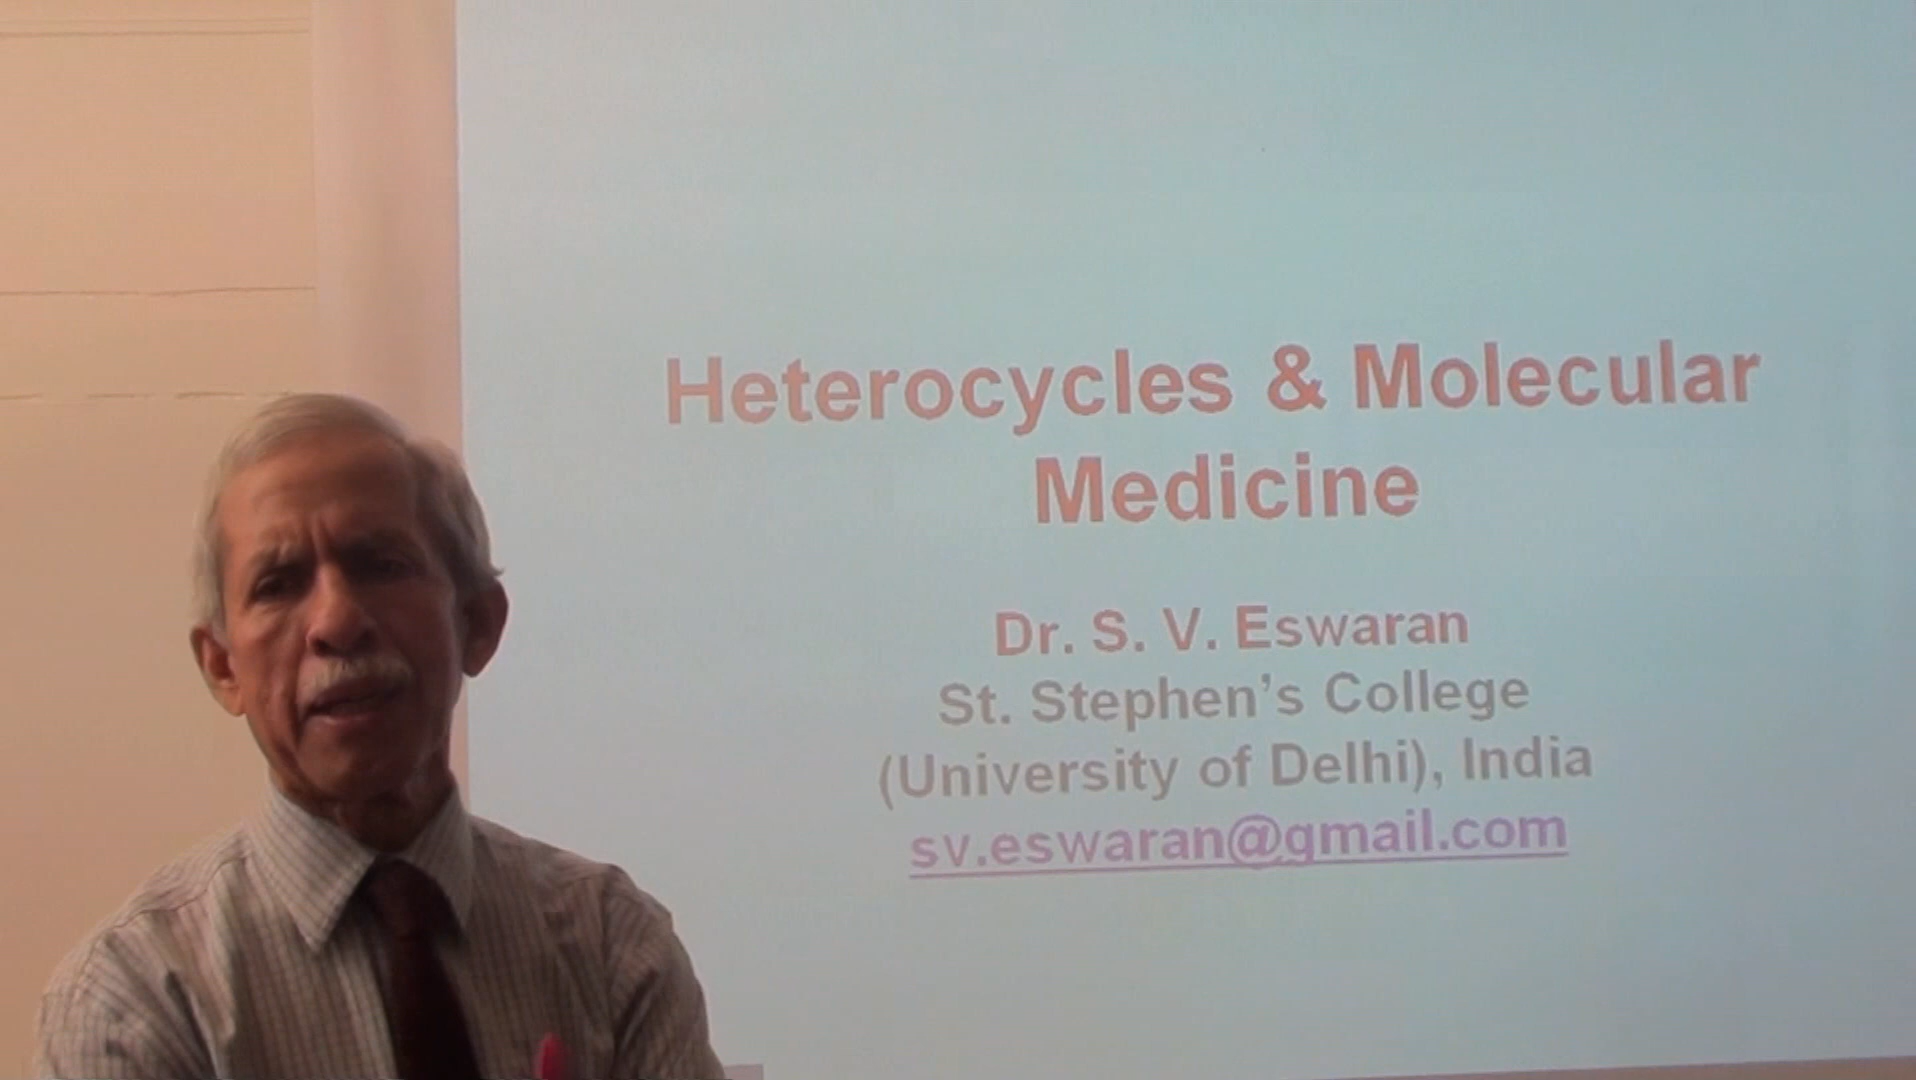 Heterocycles & Molecular
Medicine
Dr. S. V. Eswaran
St. Stephen’s College
(University of Delhi), India
sv.eswaran@gmail.com